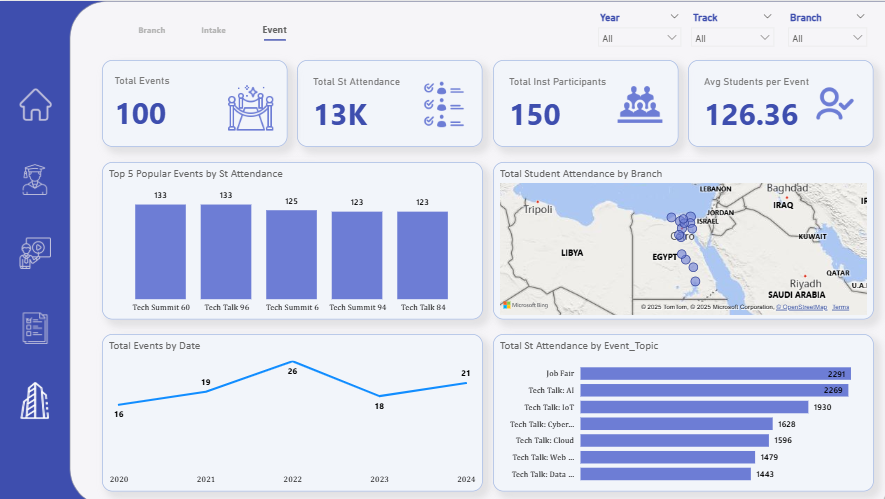 Branch
Intake
Event
Year
Track
Branch
All
All
All
Total Events
100
Total St Attendance
13K
Total Inst Participants
150
Avg Students per Event
126.36
Top 5 Popular Events by St Attendance
133
133
125
123
123
Tech Summit 60
Tech Talk 96
Tech Summit 6
Tech Summit 94
Tech Talk 84
Total Student Attendance by Branch
LEBANON
Baghdad
Tripoli
IRAQ
JORDAN
ISRAEL
KUWAIT
LIBYA
EGYPT
QATAR
Riyadh
U.A.
SAUDI ARABIA
Microsoft Bing
© 2025 TomTom, © 2025 Microsoft Corporation, © OpenStreetMap Terms
Total Events by Date
16
19
26
18
21
2020
2021
2022
2023
2024
Total St Attendance by Event_Topic
Job Fair 2291
Tech Talk: AI 2269
Tech Talk: IoT 1930
Tech Talk: Cyber... 1628
Tech Talk: Cloud 1596
Tech Talk: Web ... 1479
Tech Talk: Data ... 1443